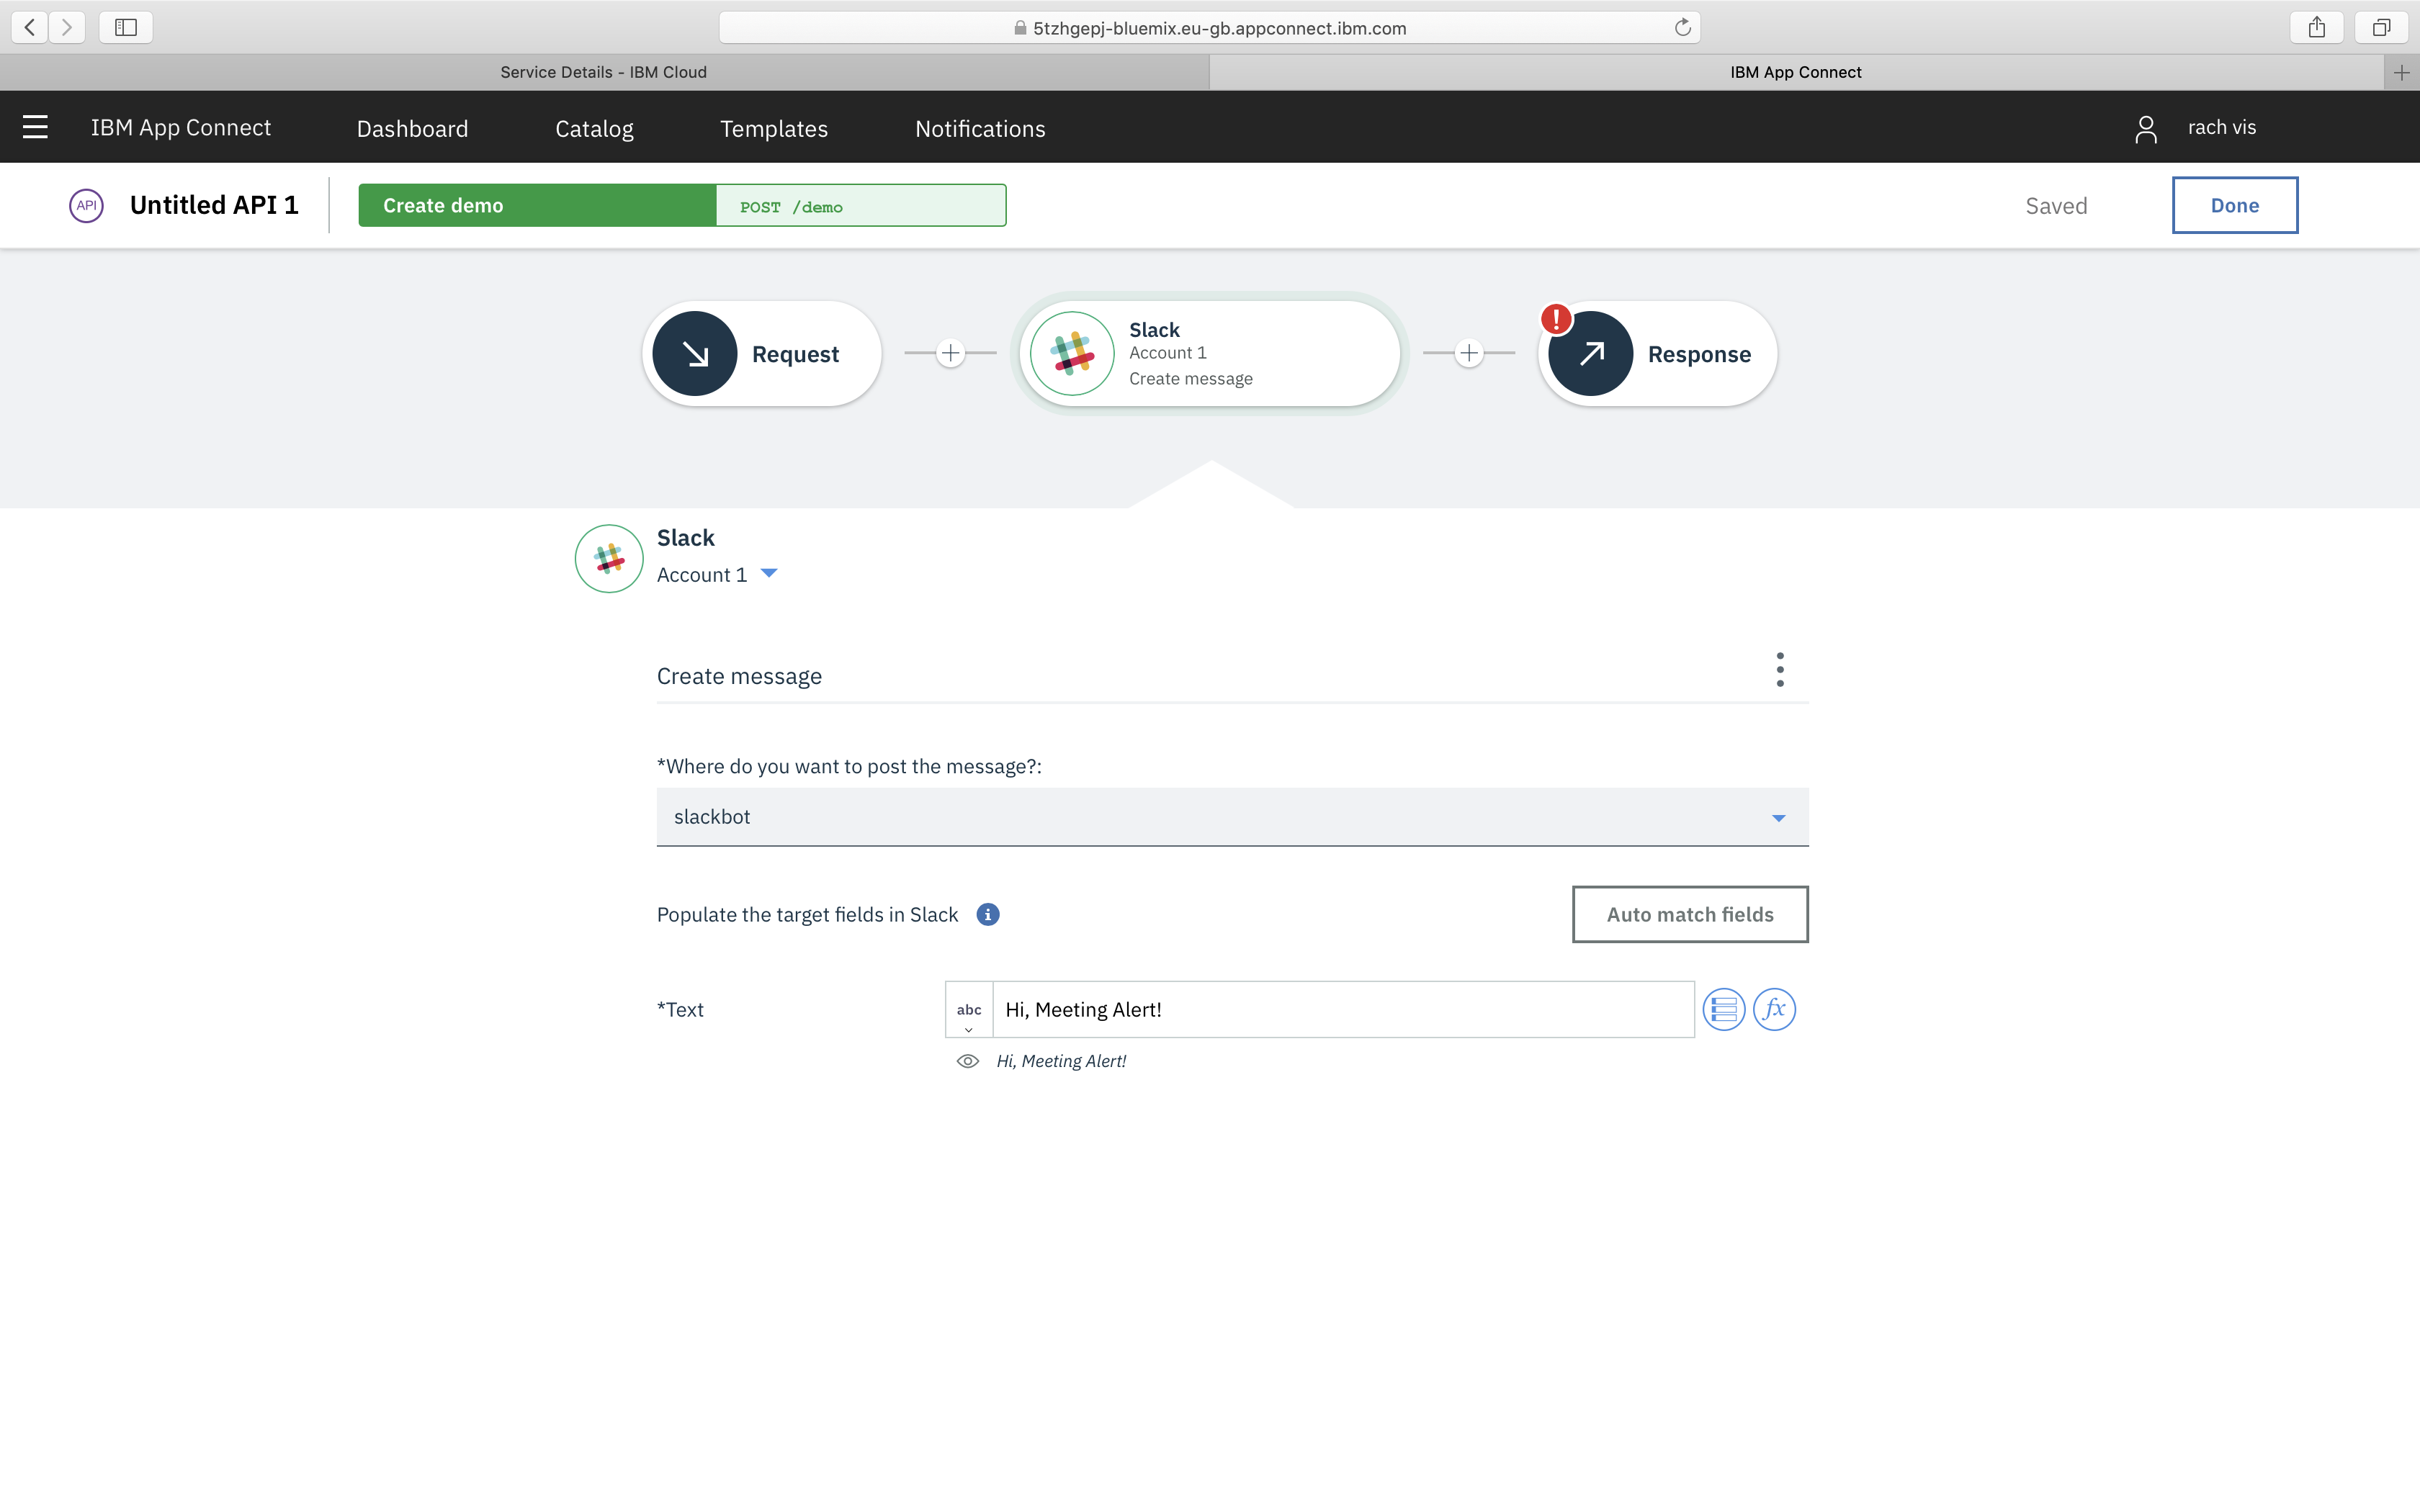 5tzhgepj-bluemix.eu-gb.appconnect.ibm.com
Service Details - IBM Cloud
IBM App Connect
IBM App Connect
Dashboard
Catalog
Templates
Notifications
rach vis
API
Untitled API 1
Create demo
POST /demo
Saved
Done
Request
Slack
Account 1
Create message
!
Response
Slack
Account 1
Create message
*Where do you want to post the message?:
slackbot
Populate the target fields in Slack
i
Auto match fields
*Text
abc
Hi, Meeting Alert!
fx
Hi, Meeting Alert!